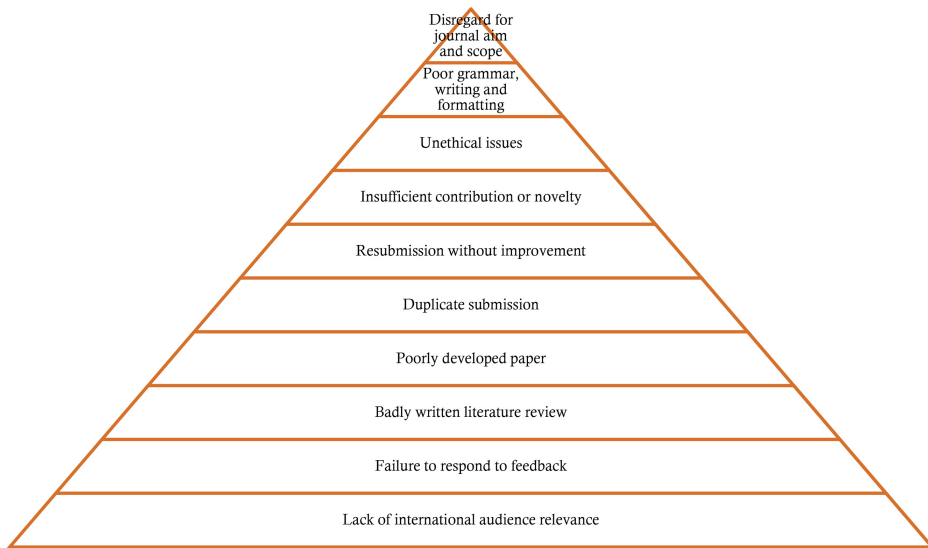 Disregard for
journal aim
and scope
Poor grammar,
writing and
formatting
Unethical issues
Insufficient contribution or novelty
Resubmission without improvement
Duplicate submission
Poorly developed paper
Badly written literature review
Failure to respond to feedback
Lack of international audience relevance